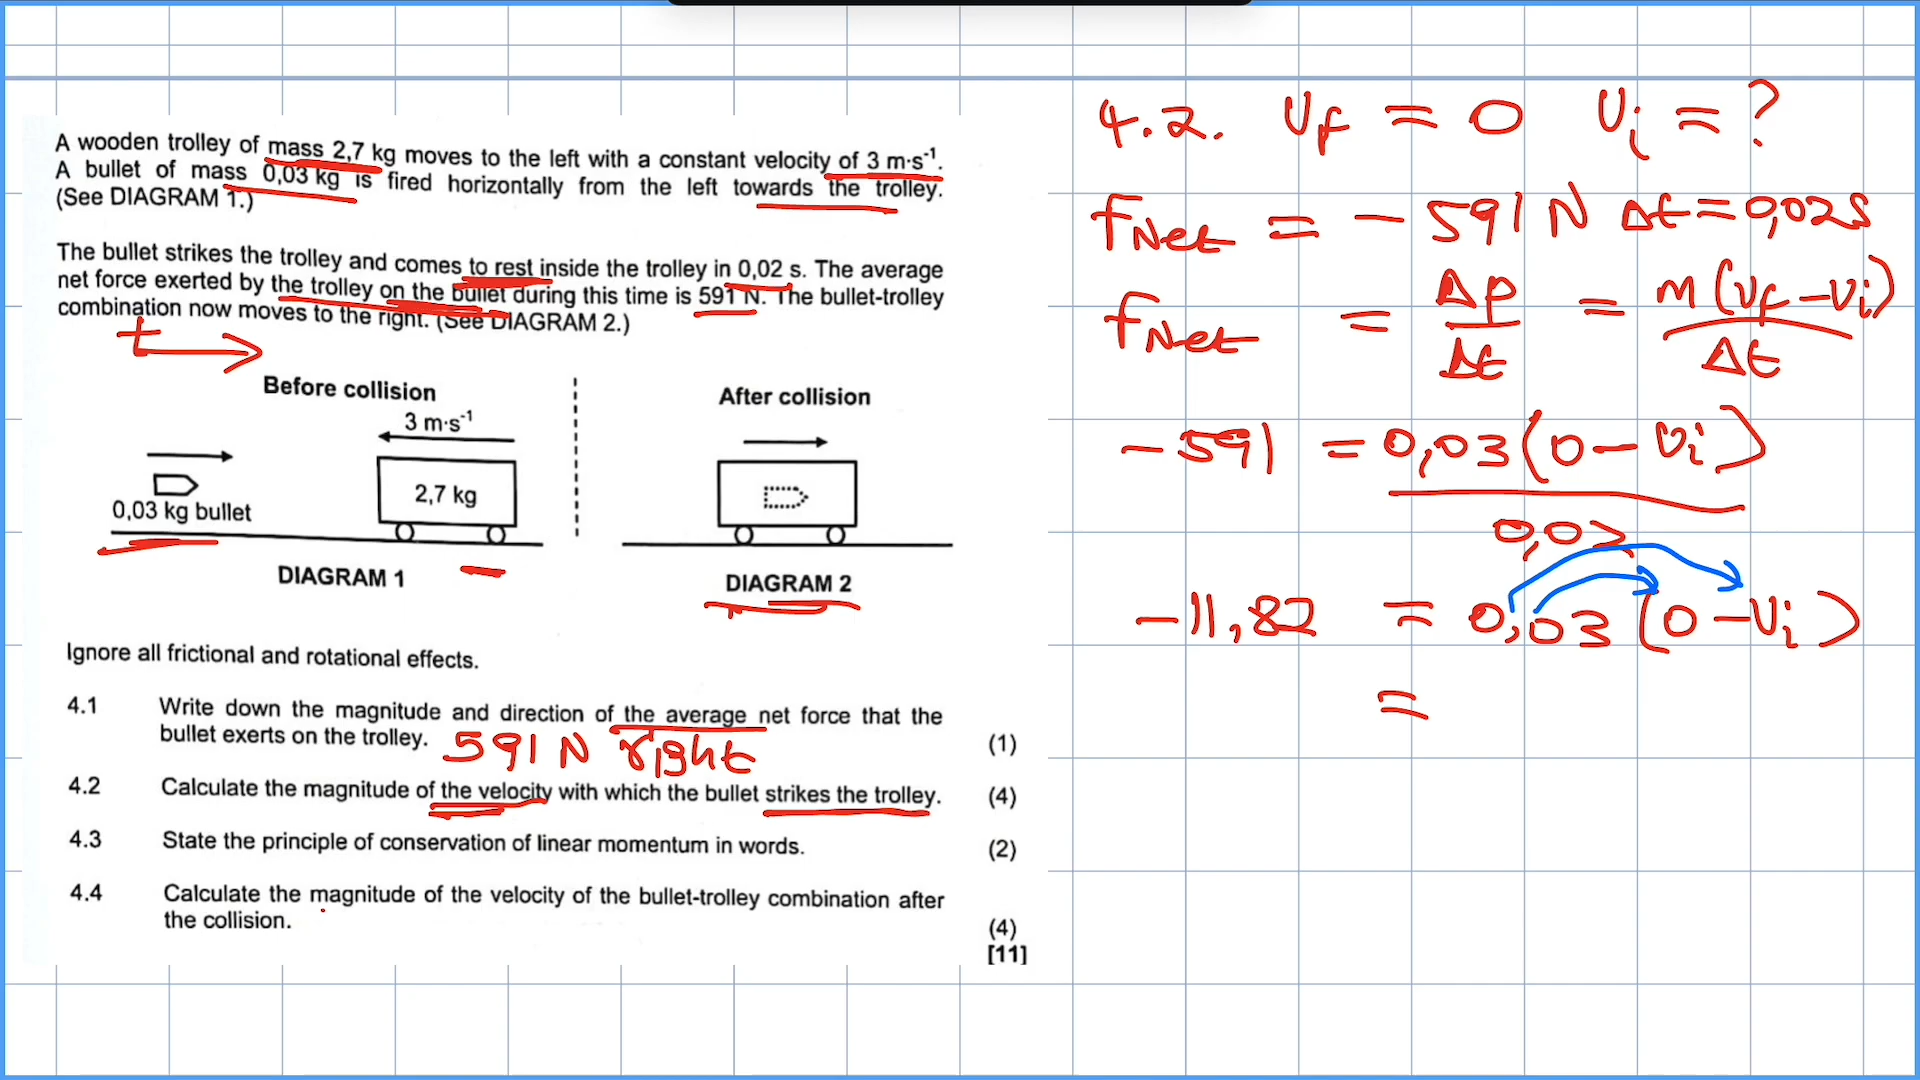 A wooden trolley of mass 2,7 kg moves to the left with a constant velocity of 3 m·s⁻¹.
A bullet of mass 0,03 kg is fired horizontally from the left towards the trolley.
(See DIAGRAM 1.)
The bullet strikes the trolley and comes to rest inside the trolley in 0,02 s. The average
net force exerted by the trolley on the bullet during this time is 591 N. The bullet-trolley
combination now moves to the right. (See DIAGRAM 2.)
+
Before collision
3 m·s⁻¹
2,7 kg
0,03 kg bullet
DIAGRAM 1
After collision
DIAGRAM 2
Ignore all frictional and rotational effects.
4.1 Write down the magnitude and direction of the average net force that the
bullet exerts on the trolley. 591 N right (1)
4.2 Calculate the magnitude of the velocity with which the bullet strikes the trolley. (4)
4.3 State the principle of conservation of linear momentum in words. (2)
4.4 Calculate the magnitude of the velocity of the bullet-trolley combination after
the collision. (4)
[11]
4.2. Vf = 0 Vi = ?
FNet = - 591 N Δt = 0,02s
FNet = Δp/Δt = m(Vf - Vi)/Δt
-591 = 0,03(0 - Vi)/0,02
-11,82 = 0,03(0 - Vi)
=